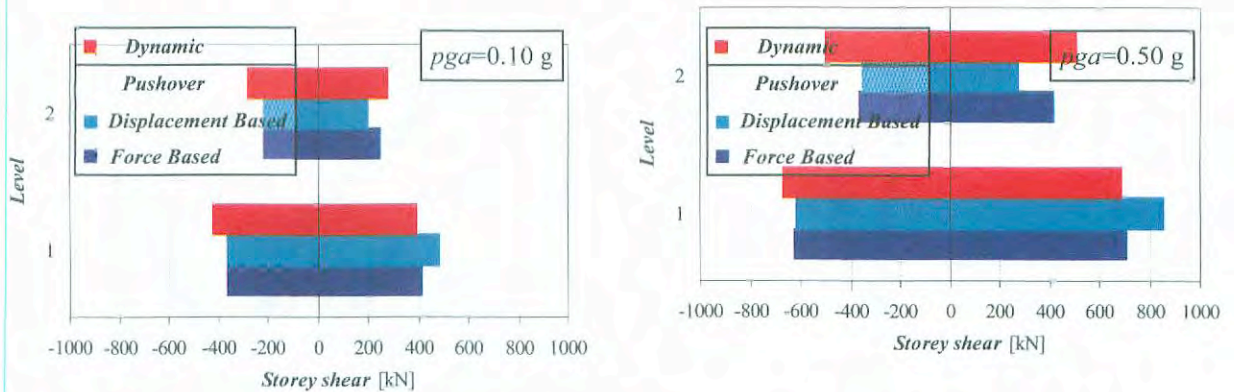 Dynamic
Pushover
Displacement Based
Force Based
pga=0.10 g
2
1
Level
-1000 -800 -600 -400 -200 0 200 400 600 800 1000
Storey shear [kN]
Dynamic
Pushover
Displacement Based
Force Based
pga=0.50 g
2
1
Level
-1000 -800 -600 -400 -200 0 200 400 600 800 1000
Storey shear [kN]